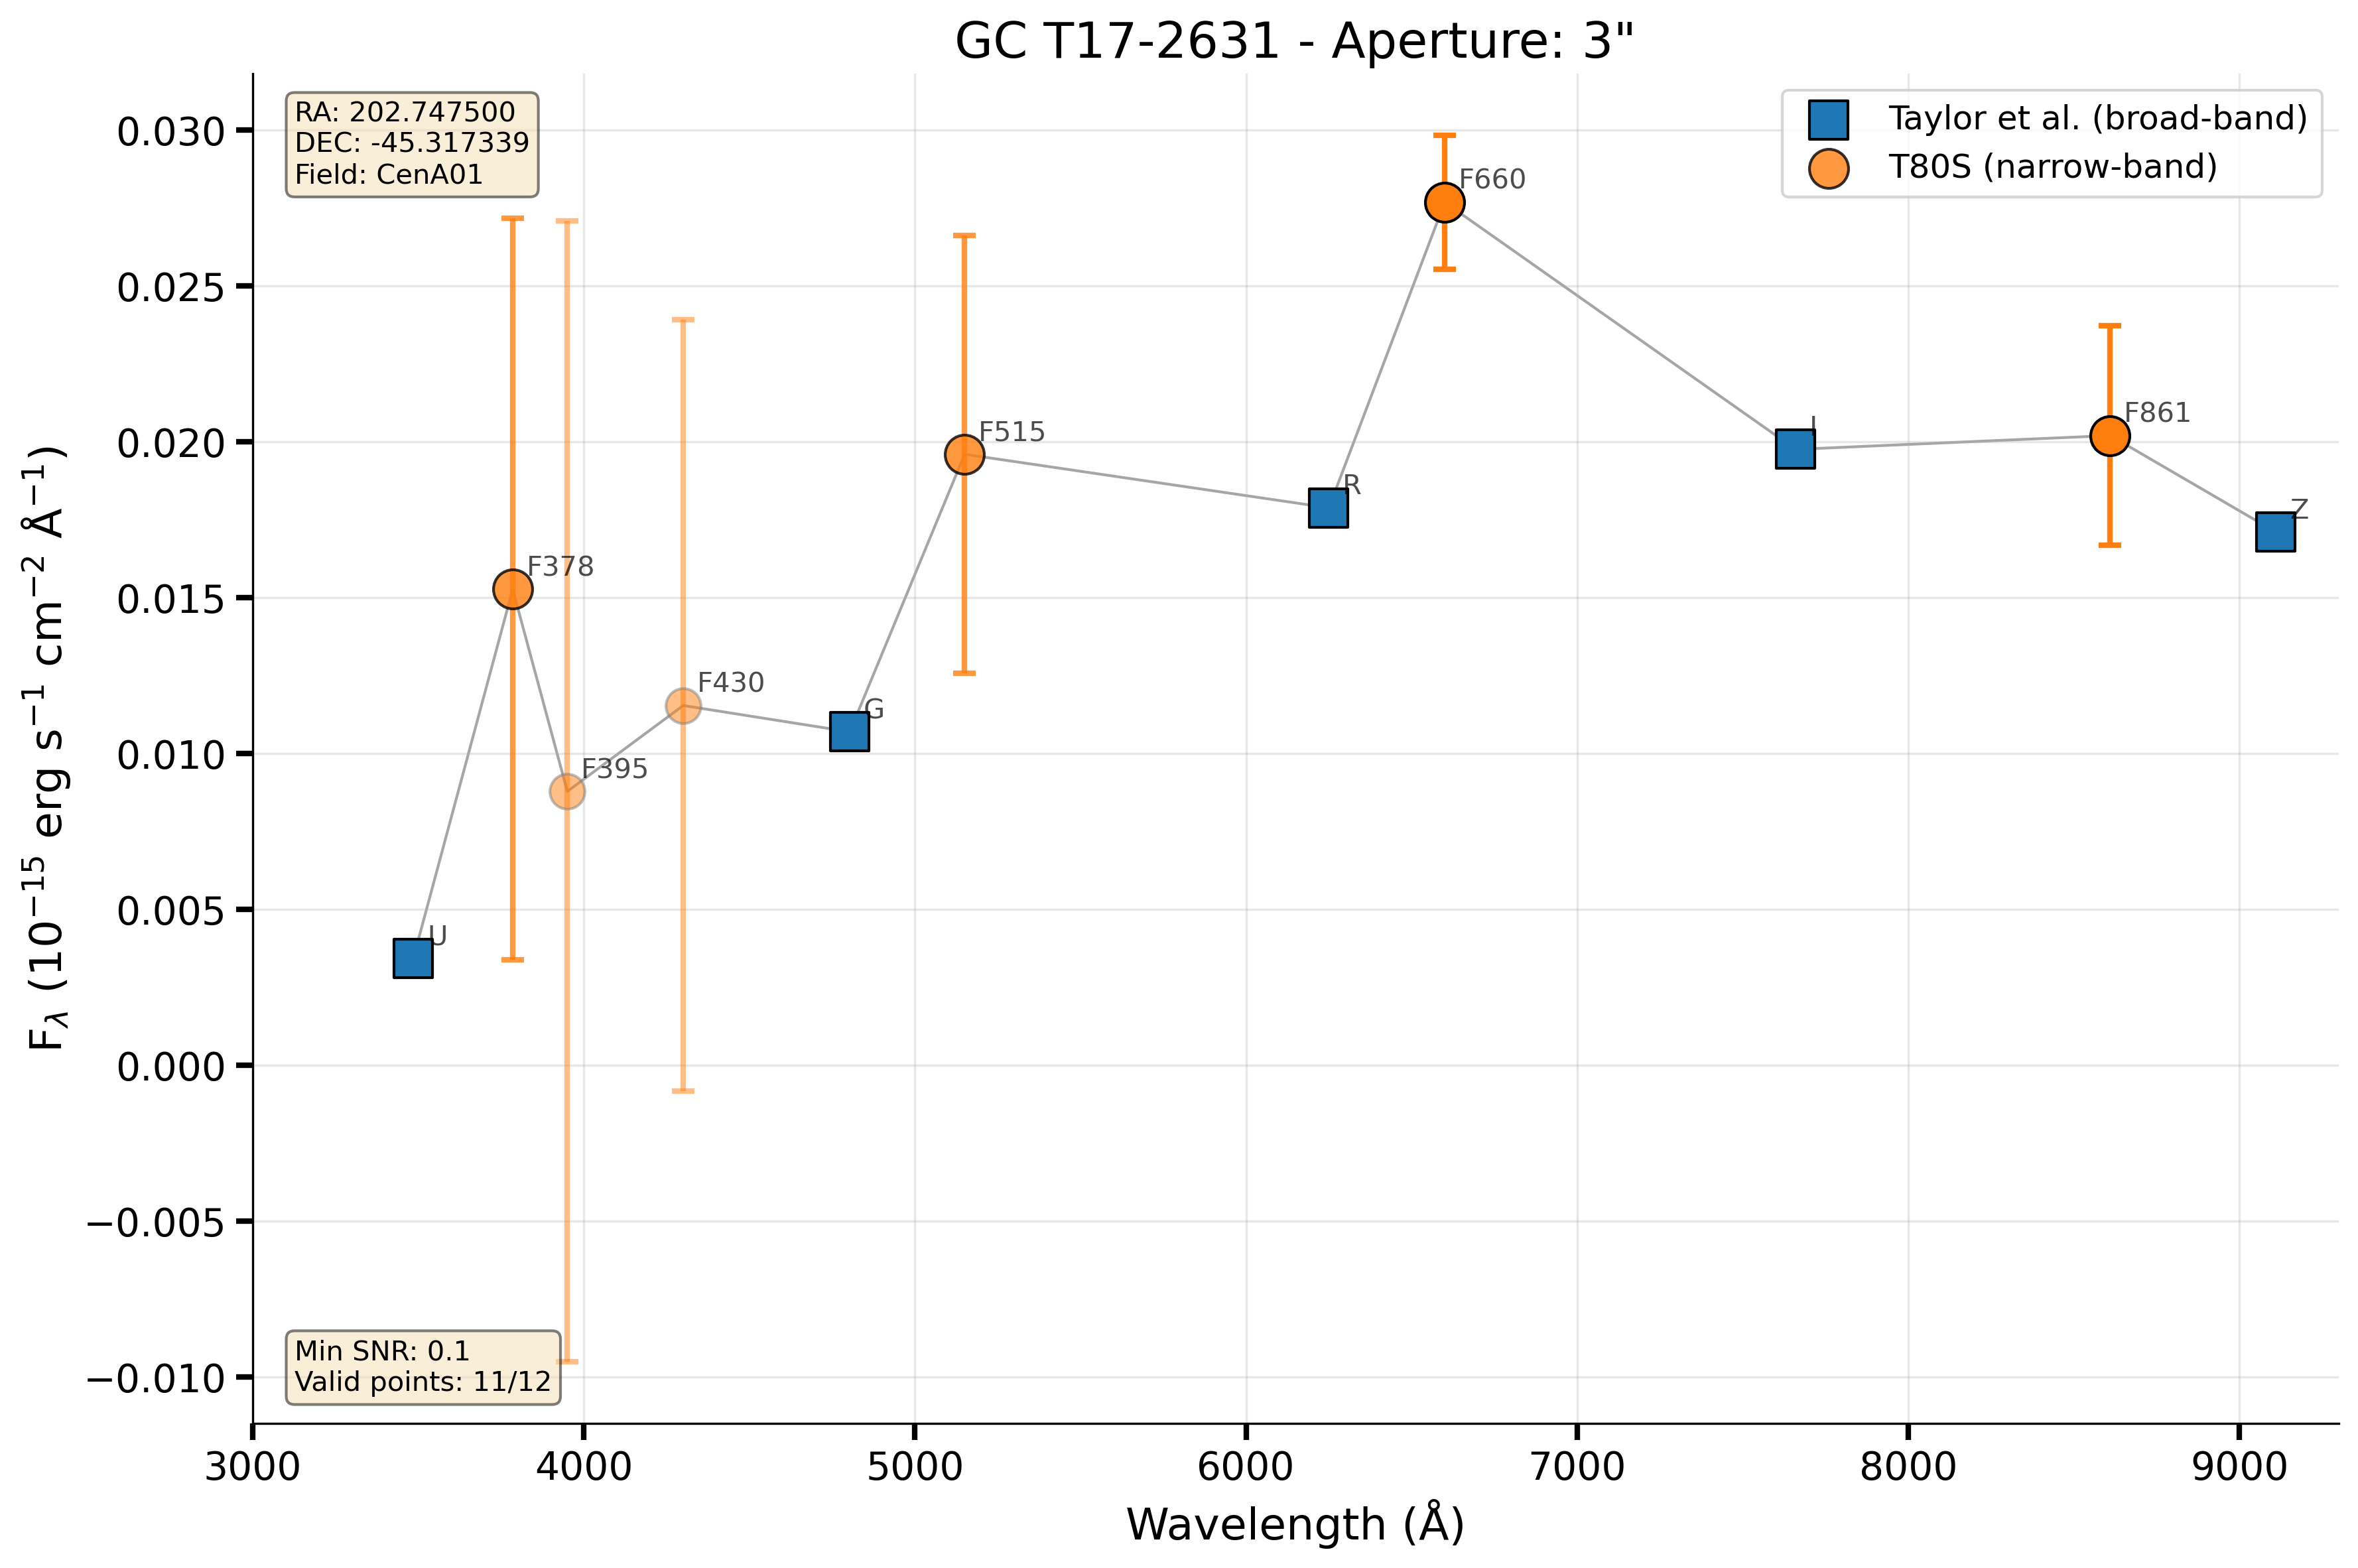 GC T17-2631 - Aperture: 3"
RA: 202.747500
DEC: -45.317339
Field: CenA01
Taylor et al. (broad-band)
T80S (narrow-band)
0.030
0.025
0.020
0.015
0.010
0.005
0.000
−0.005
−0.010
F_λ (10⁻¹⁵ erg s⁻¹ cm⁻² Å⁻¹)
U
F378
F395
F430
G
F515
R
F660
I
F861
Z
Min SNR: 0.1
Valid points: 11/12
3000 4000 5000 6000 7000 8000 9000
Wavelength (Å)